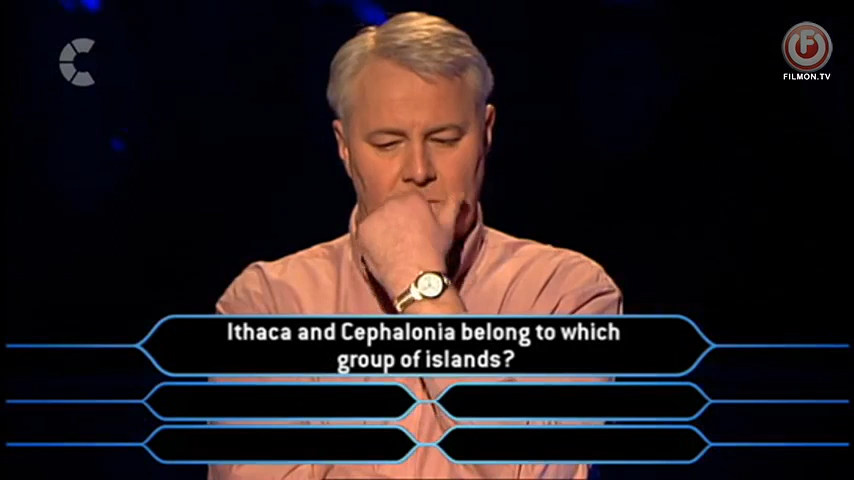 FILMON.TV
Ithaca and Cephalonia belong to which
group of islands?